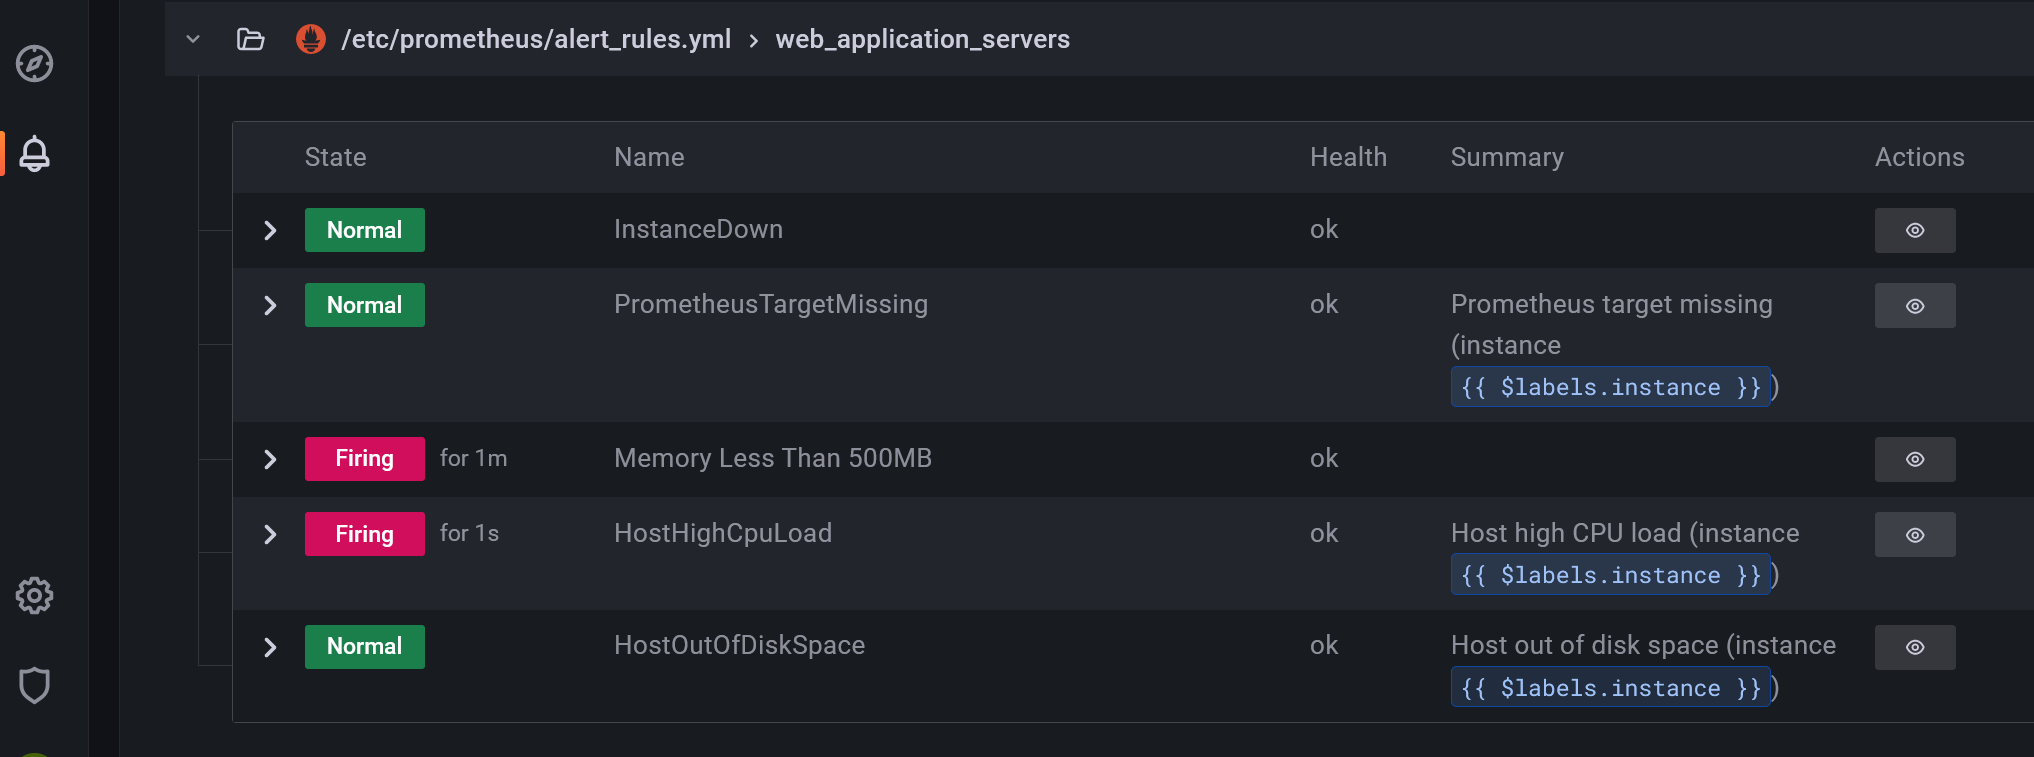 /etc/prometheus/alert_rules.yml > web_application_servers
State Name Health Summary Actions
Normal InstanceDown ok
Normal PrometheusTargetMissing ok Prometheus target missing
(instance
{{ $labels.instance }})
Firing for 1m Memory Less Than 500MB ok
Firing for 1s HostHighCpuLoad ok Host high CPU load (instance
{{ $labels.instance }})
Normal HostOutOfDiskSpace ok Host out of disk space (instance
{{ $labels.instance }})